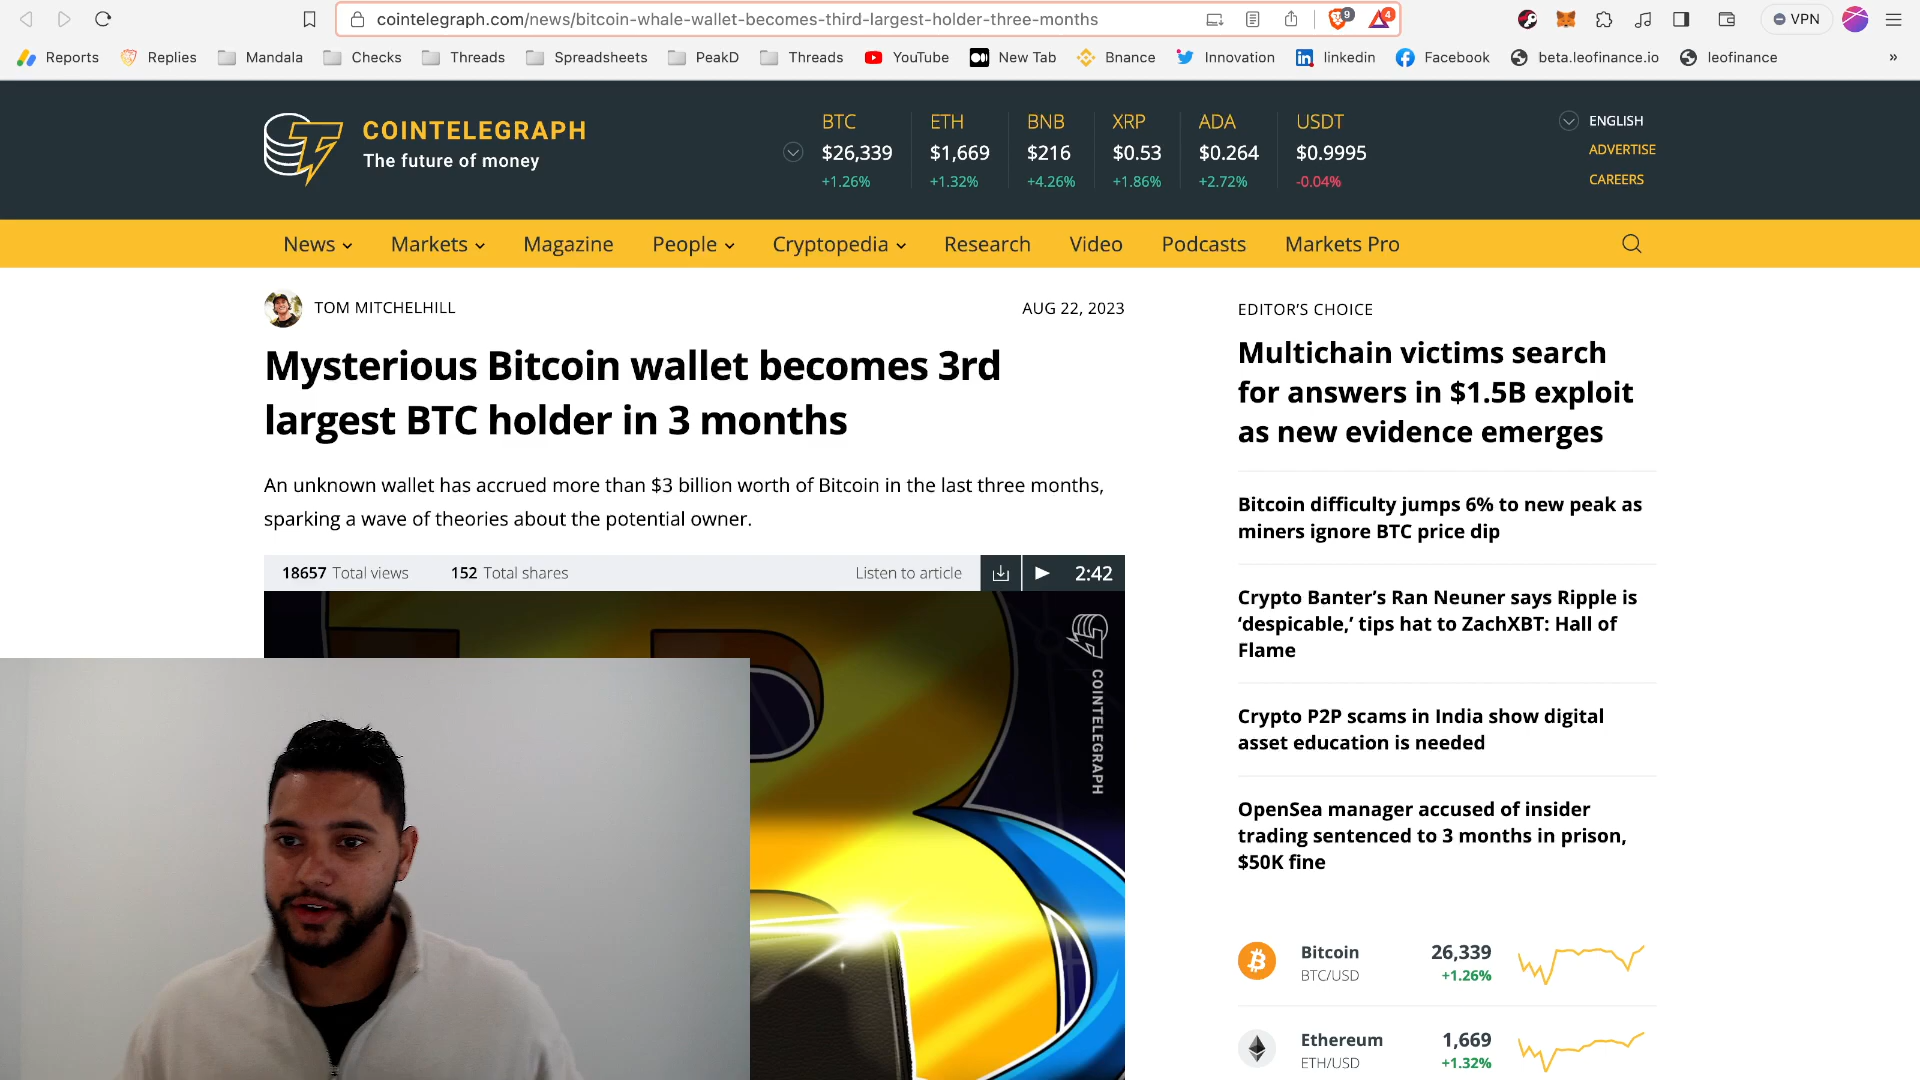 cointelegraph.com/news/bitcoin-whale-wallet-becomes-third-largest-holder-three-months
9
4
VPN
Reports
Replies
Mandala
Checks
Threads
Spreadsheets
PeakD
Threads
YouTube
New Tab
Bnance
Innovation
linkedin
Facebook
beta.leofinance.io
leofinance
»
COINTELEGRAPH
The future of money
BTC
$26,339
+1.26%
ETH
$1,669
+1.32%
BNB
$216
+4.26%
XRP
$0.53
+1.86%
ADA
$0.264
+2.72%
USDT
$0.9995
-0.04%
ENGLISH
ADVERTISE
CAREERS
News
Markets
Magazine
People
Cryptopedia
Research
Video
Podcasts
Markets Pro
TOM MITCHELHILL
AUG 22, 2023
Mysterious Bitcoin wallet becomes 3rd
largest BTC holder in 3 months
An unknown wallet has accrued more than $3 billion worth of Bitcoin in the last three months,
sparking a wave of theories about the potential owner.
18657 Total views
152 Total shares
Listen to article
2:42
COINTELEGRAPH
EDITOR’S CHOICE
Multichain victims search
for answers in $1.5B exploit
as new evidence emerges
Bitcoin difficulty jumps 6% to new peak as
miners ignore BTC price dip
Crypto Banter’s Ran Neuner says Ripple is
‘despicable,’ tips hat to ZachXBT: Hall of
Flame
Crypto P2P scams in India show digital
asset education is needed
OpenSea manager accused of insider
trading sentenced to 3 months in prison,
$50K fine
Bitcoin
BTC/USD
26,339
+1.26%
Ethereum
ETH/USD
1,669
+1.32%